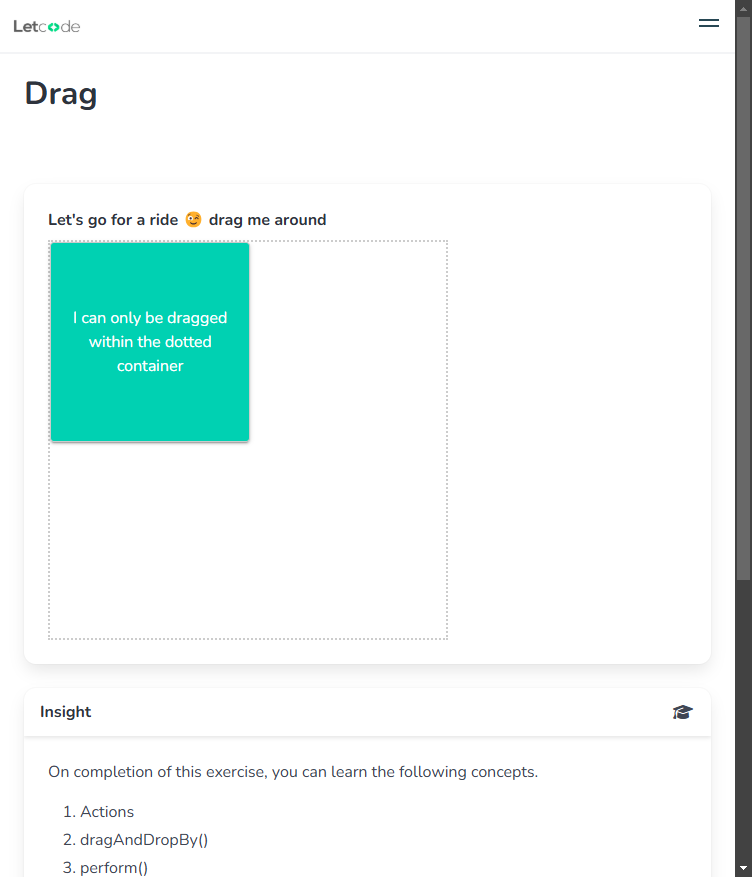 Letcode
Drag
Let's go for a ride 😉 drag me around
I can only be dragged
within the dotted
container
Insight
On completion of this exercise, you can learn the following concepts.
1. Actions
2. dragAndDropBy()
3. perform()